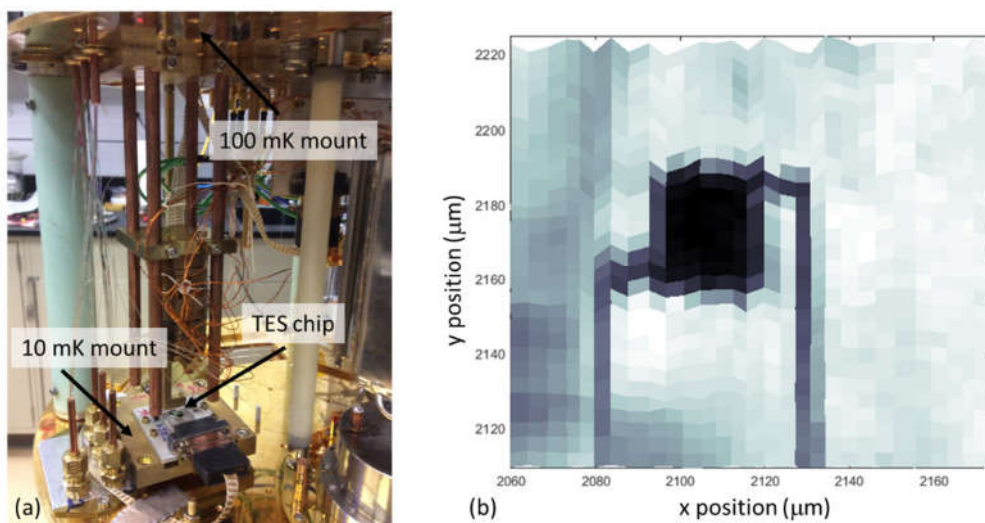 100 mK mount
TES chip
10 mK mount
(a)
y position (μm)
2220
2200
2180
2160
2140
2120
2060
2080
2100
2120
2140
2160
x position (μm)
(b)